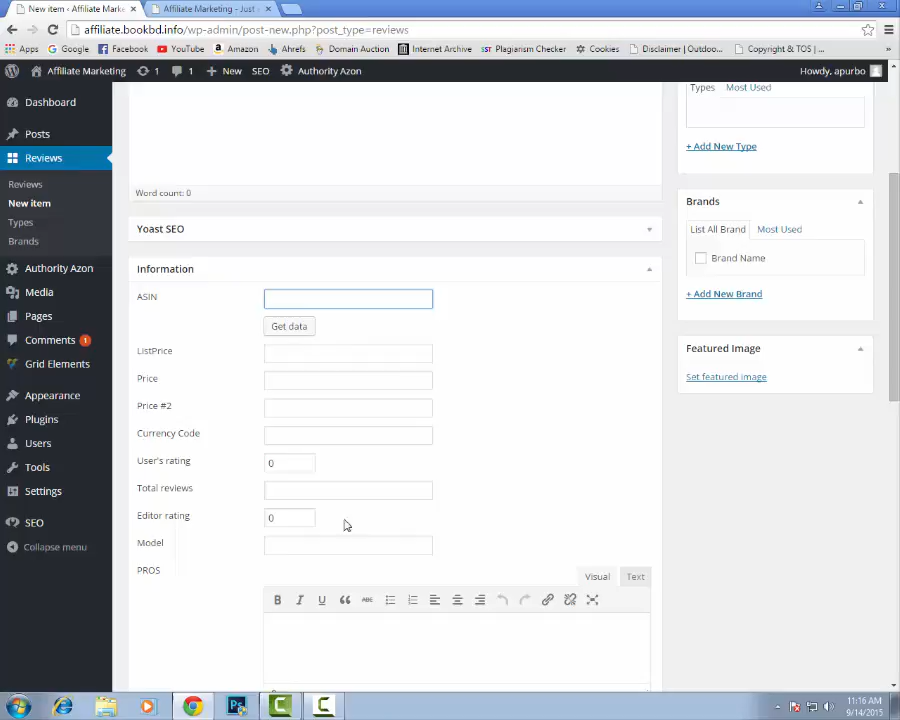 New item ‹ Affiliate Market
Affiliate Marketing - Just
affiliate.bookbd.info/wp-admin/post-new.php?post_type=reviews
Apps Google Facebook YouTube Amazon Ahrefs Domain Auction Internet Archive ST Plagiarism Checker Cookies Disclaimer (Outdoo... Copyright & TOS (...
Affiliate Marketing 1 1 New SEO Authority Azon Howdy, apurbo
Dashboard
Posts
Reviews
Reviews
New item
Types
Brands
Authority Azon
Media
Pages
Comments 1
Grid Elements
Appearance
Plugins
Users
Tools
Settings
SEO
Collapse menu
Word count: 0
Yoast SEO
Information
ASIN
Get data
ListPrice
Price
Price #2
Currency Code
User's rating 0
Total reviews
Editor rating 0
Model
PROS
Visual Text
B I U ABC
Types Most Used
+ Add New Type
Brands
List All Brand Most Used
Brand Name
+ Add New Brand
Featured Image
Set featured image
Ps
11:16 AM
9/14/2015